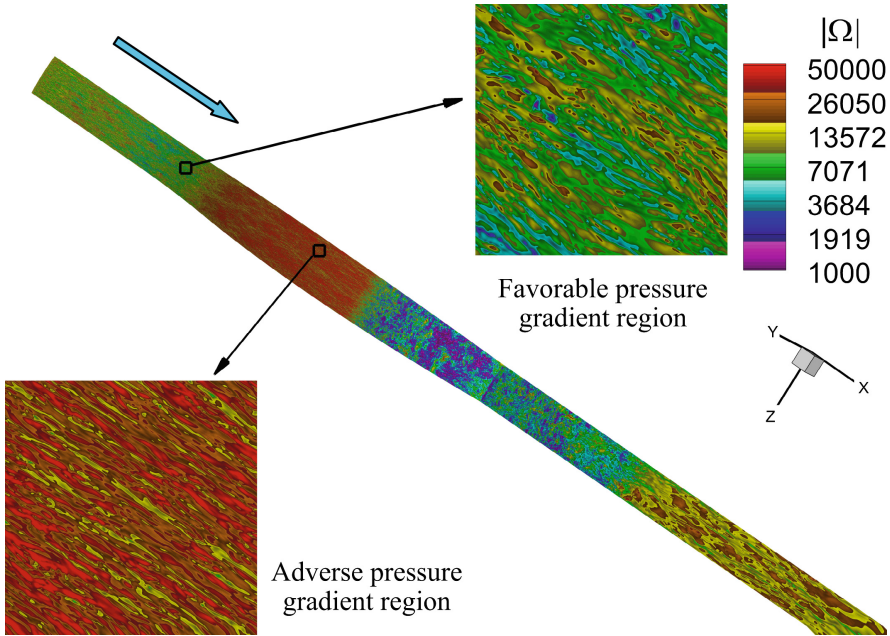 |Ω|
50000
26050
13572
7071
3684
1919
1000
Favorable pressure
gradient region
Y
X
Z
Adverse pressure
gradient region